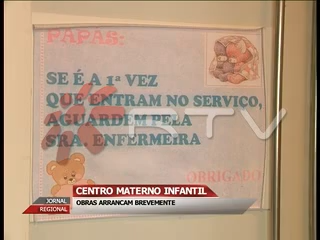 PAPAS:
SE É A 1ª VEZ
QUE ENTRAM NO SERVIÇO,
AGUARDEM PELA
SRA. ENFERMEIRA
OBRIGADO
RTV
CENTRO MATERNO INFANTIL
JORNAL
REGIONAL
OBRAS ARRANCAM BREVEMENTE